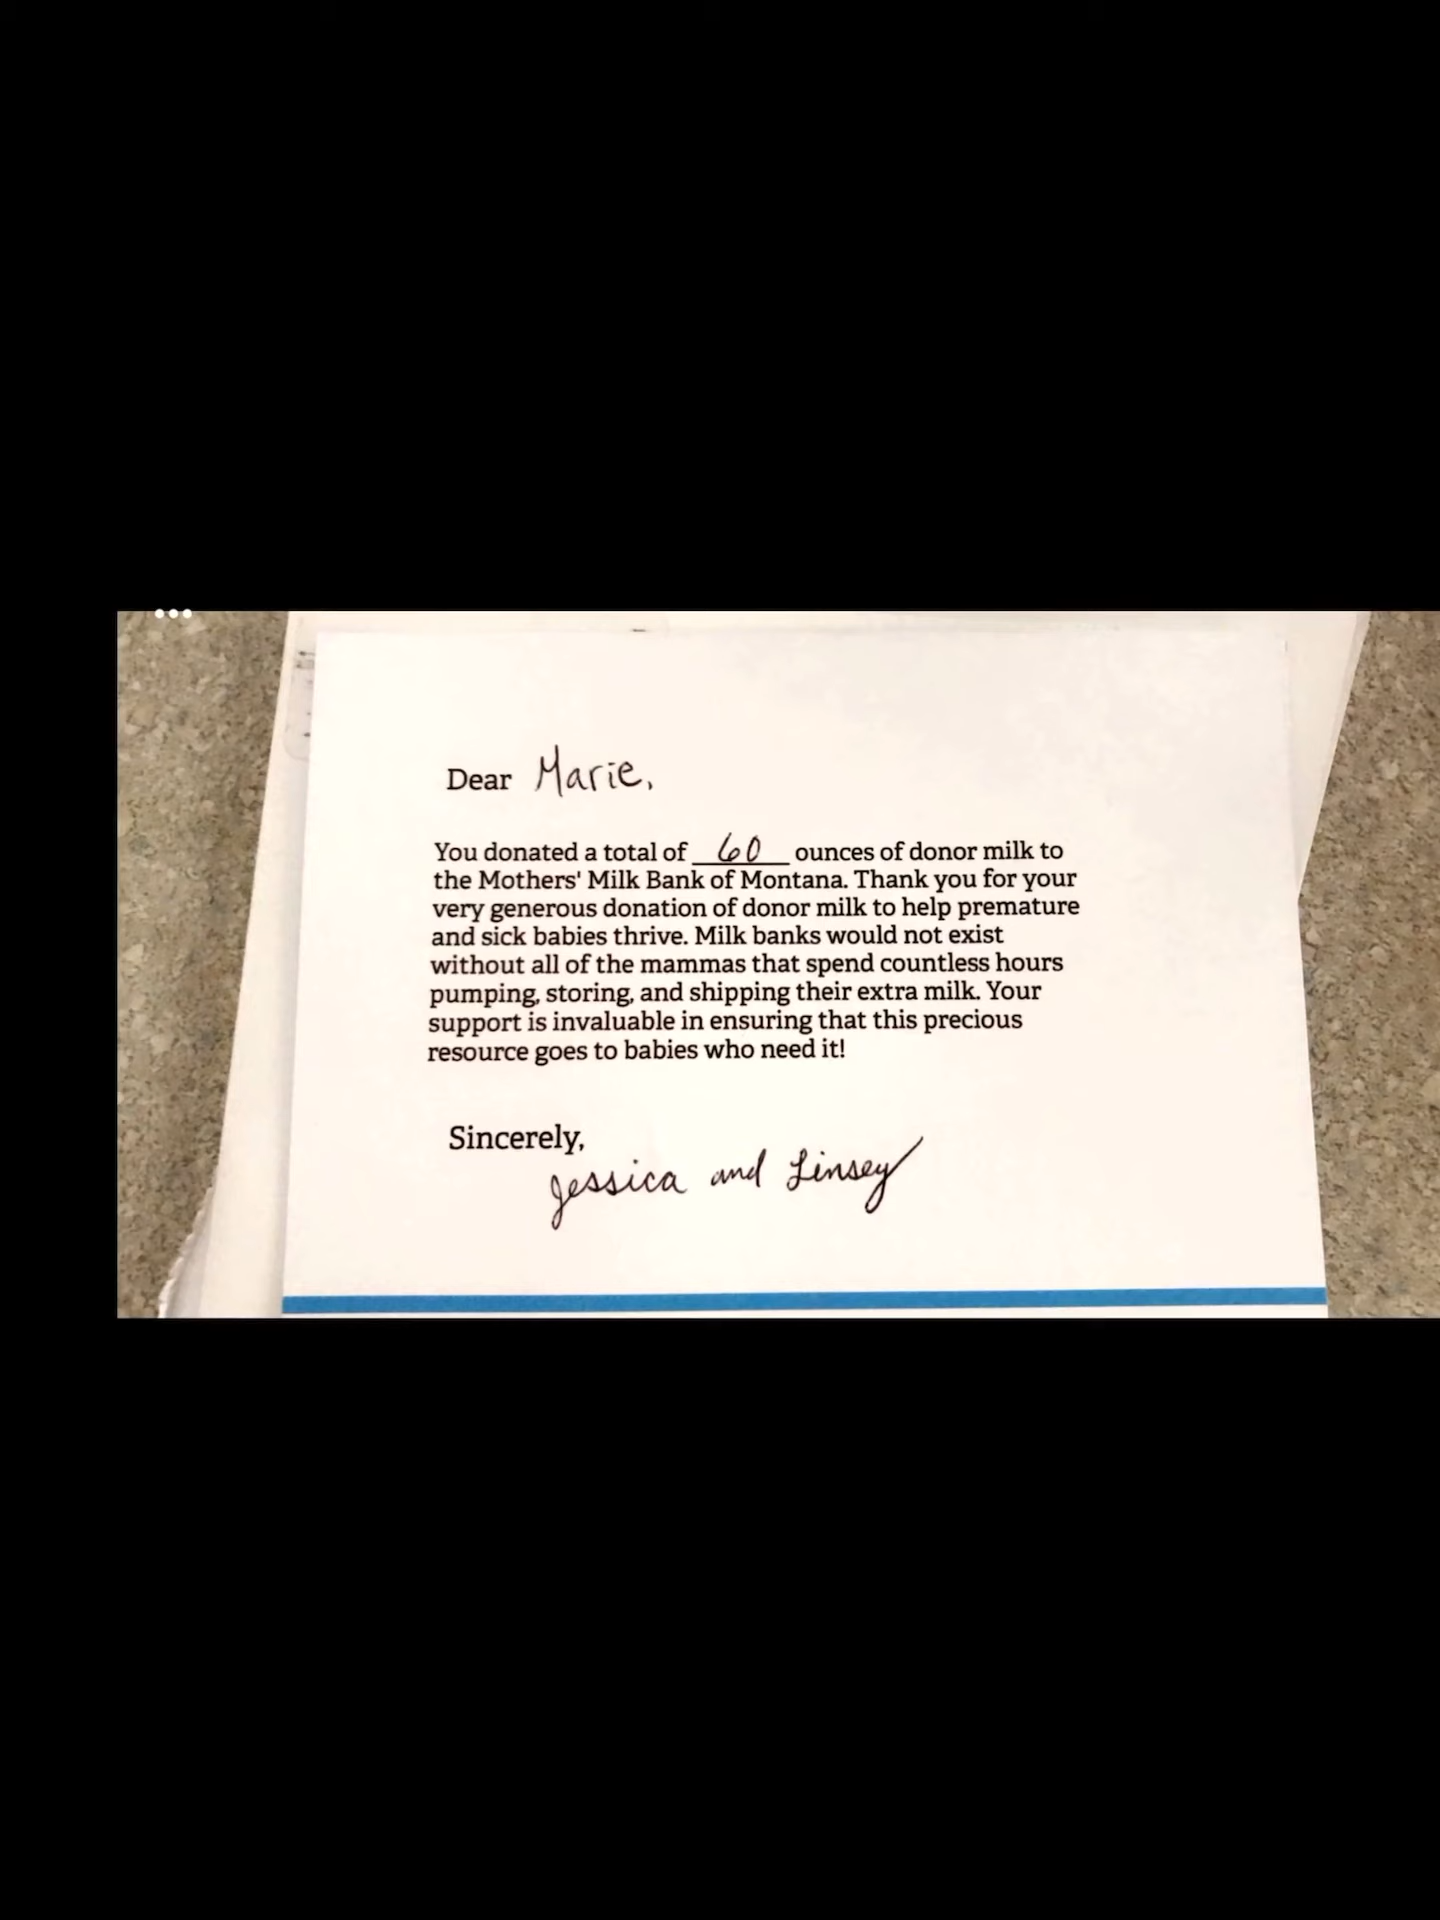 Dear Marie,
You donated a total of 60 ounces of donor milk to
the Mothers' Milk Bank of Montana. Thank you for your
very generous donation of donor milk to help premature
and sick babies thrive. Milk banks would not exist
without all of the mammas that spend countless hours
pumping, storing, and shipping their extra milk. Your
support is invaluable in ensuring that this precious
resource goes to babies who need it!
Sincerely,
Jessica and Linsey